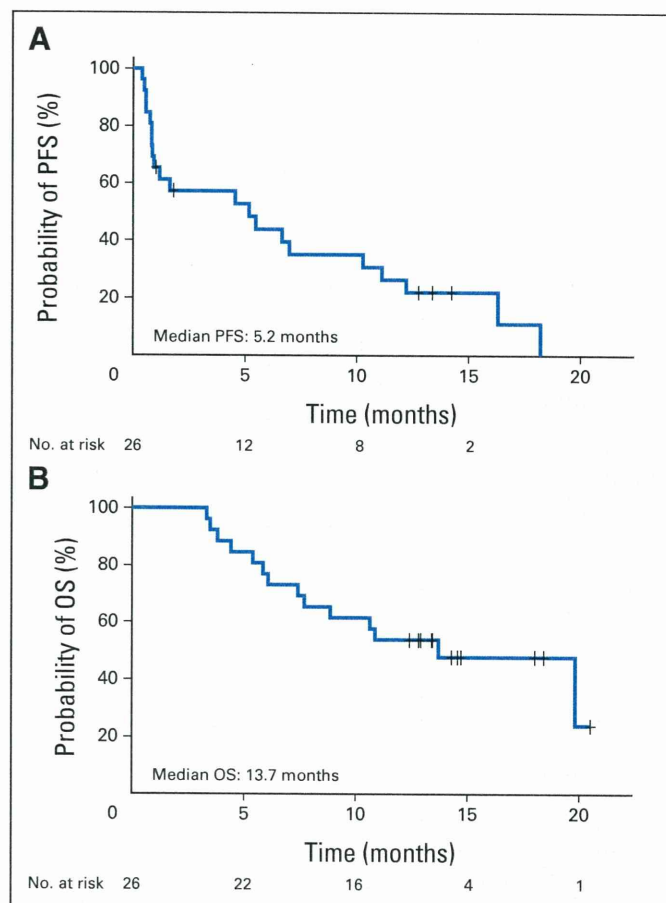 A
Probability of PFS (%)
100
80
60
40
20
Median PFS: 5.2 months
0 5 10 15 20
Time (months)
No. at risk 26 12 8 2
B
Probability of OS (%)
100
80
60
40
20
Median OS: 13.7 months
0 5 10 15 20
Time (months)
No. at risk 26 22 16 4 1